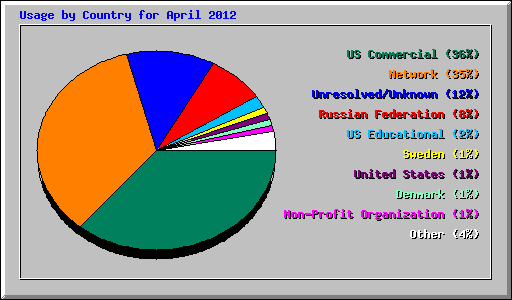 Usage by Country for April 2012
US Commercial (36%)
Network (35%)
Unresolved/Unknown (12%)
Russian Federation (8%)
US Educational (2%)
Sweden (1%)
United States (1%)
Denmark (1%)
Non-Profit Organization (1%)
Other (4%)